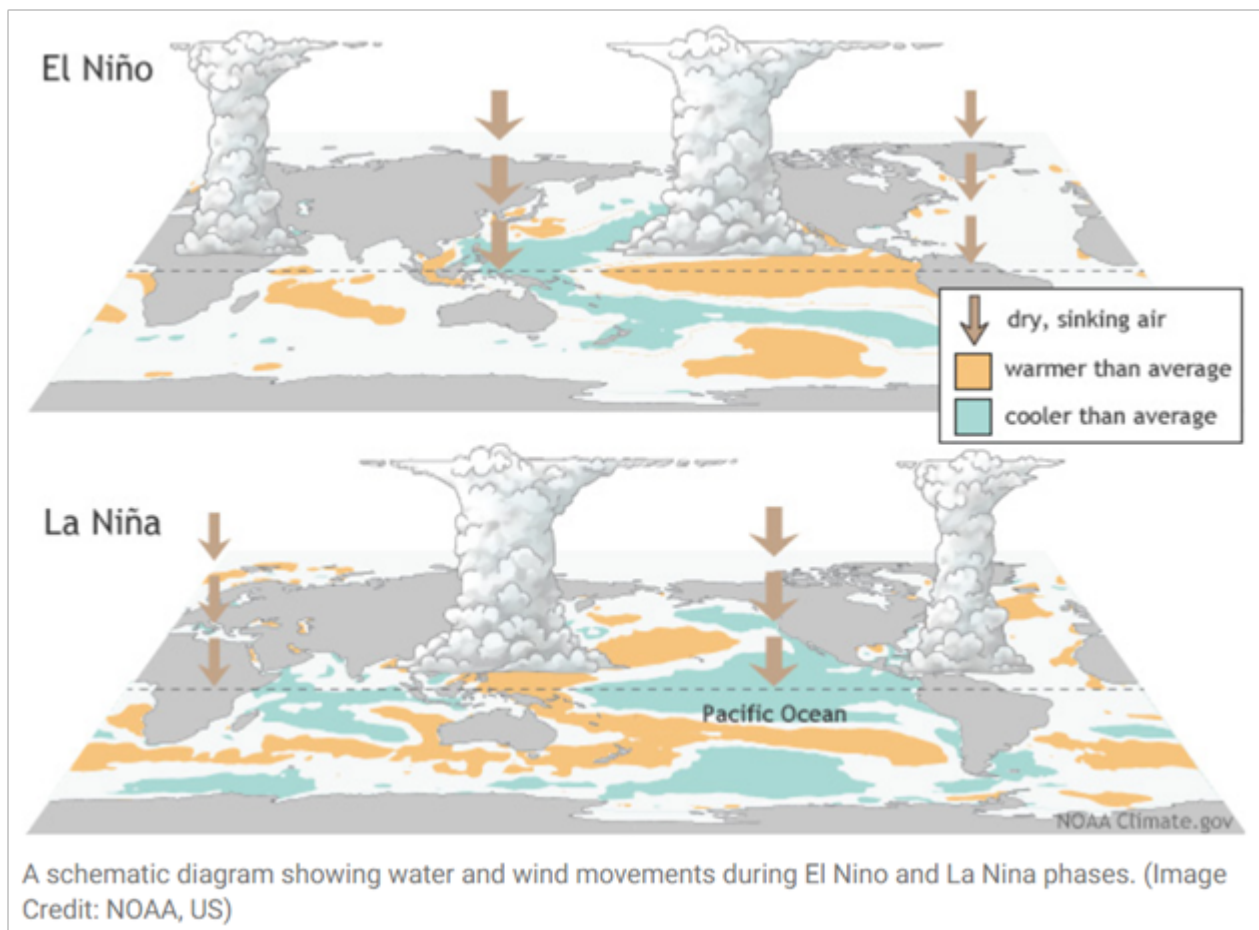 El Niño
dry, sinking air
warmer than average
cooler than average
La Niña
Pacific Ocean
NOAA Climate.gov
A schematic diagram showing water and wind movements during El Nino and La Nina phases. (Image
Credit: NOAA, US)